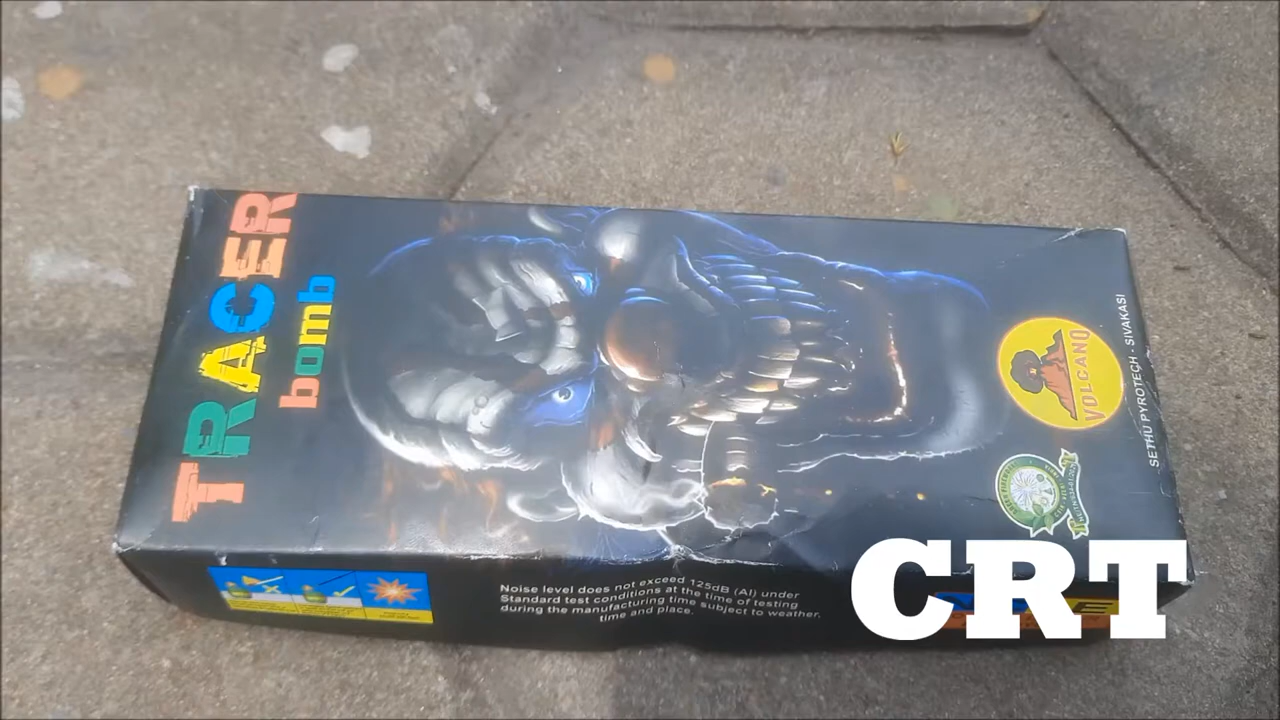 TRACER
bomb
VOLCANO
SETHU PYROTECH - SIVAKASI
Noise level does not exceed 125dB (AI) under
Standard test conditions at the time of testing
during the manufacturing time subject to weather,
time and place.
CRT